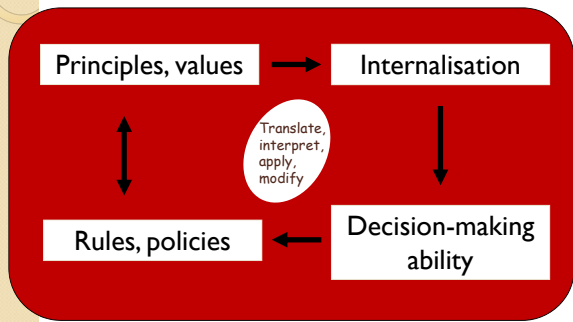 Principles, values
Internalisation
Translate,
interpret,
apply,
modify
Rules, policies
Decision-making
ability